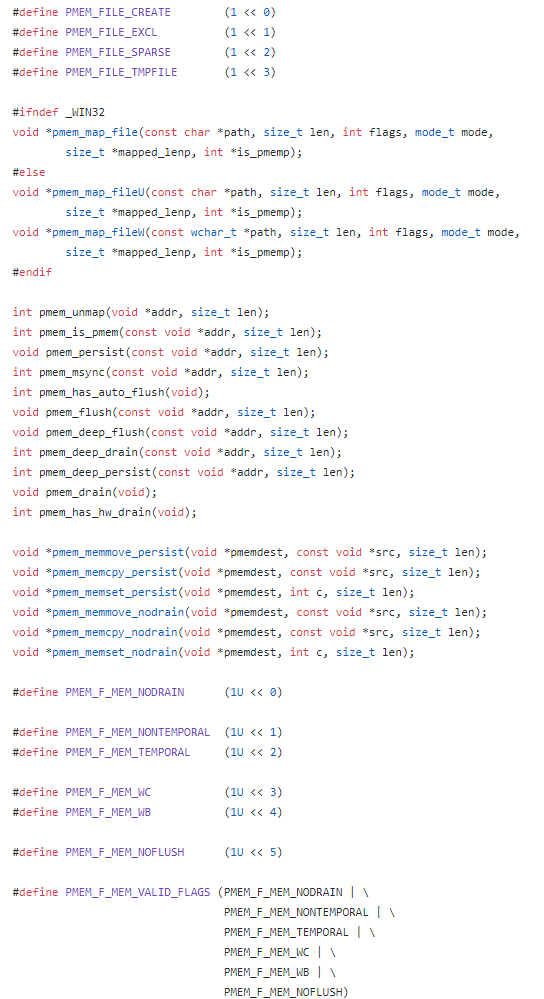 #define PMEM_FILE_CREATE (1 << 0)
#define PMEM_FILE_EXCL (1 << 1)
#define PMEM_FILE_SPARSE (1 << 2)
#define PMEM_FILE_TMPFILE (1 << 3)
#ifndef _WIN32
void *pmem_map_file(const char *path, size_t len, int flags, mode_t mode,
size_t *mapped_lenp, int *is_pmemp);
#else
void *pmem_map_fileU(const char *path, size_t len, int flags, mode_t mode,
size_t *mapped_lenp, int *is_pmemp);
void *pmem_map_fileW(const wchar_t *path, size_t len, int flags, mode_t mode,
size_t *mapped_lenp, int *is_pmemp);
#endif
int pmem_unmap(void *addr, size_t len);
int pmem_is_pmem(const void *addr, size_t len);
void pmem_persist(const void *addr, size_t len);
int pmem_msync(const void *addr, size_t len);
int pmem_has_auto_flush(void);
void pmem_flush(const void *addr, size_t len);
void pmem_deep_flush(const void *addr, size_t len);
int pmem_deep_drain(const void *addr, size_t len);
int pmem_deep_persist(const void *addr, size_t len);
void pmem_drain(void);
int pmem_has_hw_drain(void);
void *pmem_memmove_persist(void *pmemdest, const void *src, size_t len);
void *pmem_memcpy_persist(void *pmemdest, const void *src, size_t len);
void *pmem_memset_persist(void *pmemdest, int c, size_t len);
void *pmem_memmove_nodrain(void *pmemdest, const void *src, size_t len);
void *pmem_memcpy_nodrain(void *pmemdest, const void *src, size_t len);
void *pmem_memset_nodrain(void *pmemdest, int c, size_t len);
#define PMEM_F_MEM_NODRAIN (1U << 0)
#define PMEM_F_MEM_NONTEMPORAL (1U << 1)
#define PMEM_F_MEM_TEMPORAL (1U << 2)
#define PMEM_F_MEM_WC (1U << 3)
#define PMEM_F_MEM_WB (1U << 4)
#define PMEM_F_MEM_NOFLUSH (1U << 5)
#define PMEM_F_MEM_VALID_FLAGS (PMEM_F_MEM_NODRAIN | \
PMEM_F_MEM_NONTEMPORAL | \
PMEM_F_MEM_TEMPORAL | \
PMEM_F_MEM_WC | \
PMEM_F_MEM_WB | \
PMEM_F_MEM_NOFLUSH)